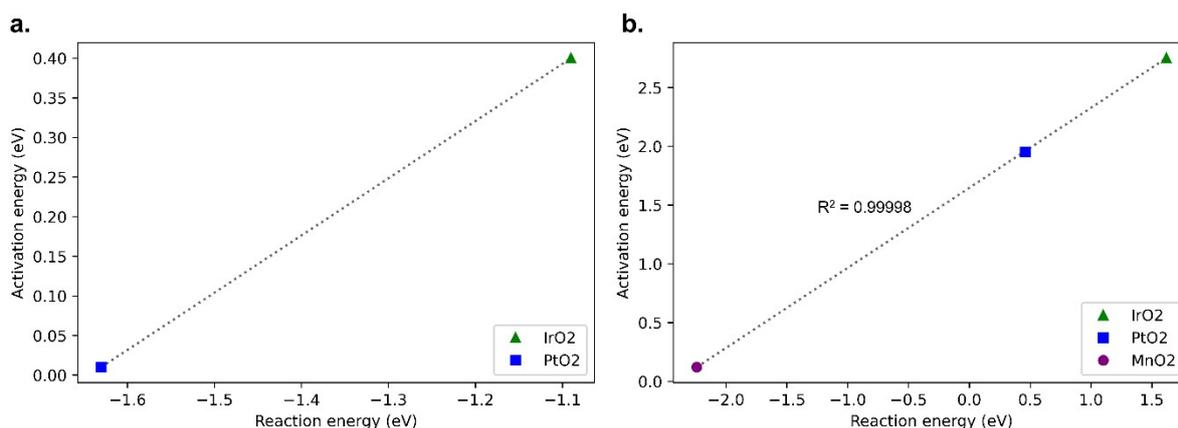 a.
Activation energy (eV)
0.40
0.35
0.30
0.25
0.20
0.15
0.10
0.05
0.00
−1.6 −1.5 −1.4 −1.3 −1.2 −1.1
Reaction energy (eV)
IrO2
PtO2
b.
Activation energy (eV)
2.5
2.0
1.5
1.0
0.5
0.0
R² = 0.99998
−2.0 −1.5 −1.0 −0.5 0.0 0.5 1.0 1.5
Reaction energy (eV)
IrO2
PtO2
MnO2